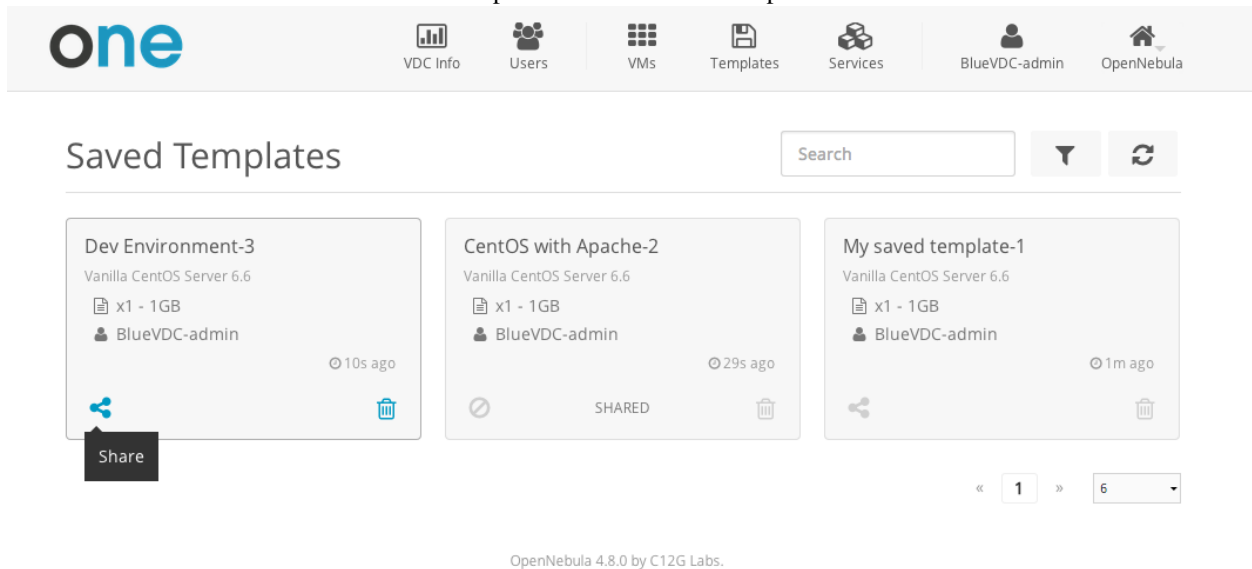 one
VDC Info
Users
VMs
Templates
Services
BlueVDC-admin
OpenNebula
Saved Templates
Search
Dev Environment-3
Vanilla CentOS Server 6.6
x1 - 1GB
BlueVDC-admin
10s ago
Share
CentOS with Apache-2
Vanilla CentOS Server 6.6
x1 - 1GB
BlueVDC-admin
29s ago
SHARED
My saved template-1
Vanilla CentOS Server 6.6
x1 - 1GB
BlueVDC-admin
1m ago
« 1 » 6
OpenNebula 4.8.0 by C12G Labs.